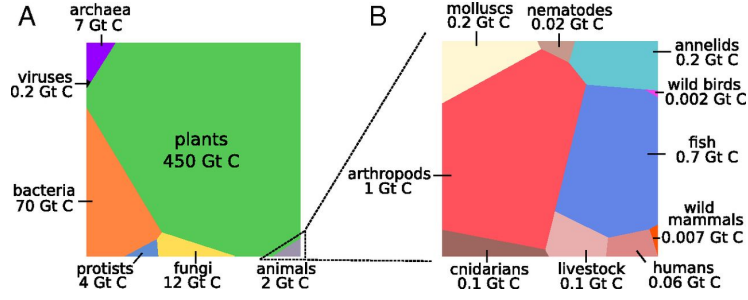 A
archaea
7 Gt C
viruses
0.2 Gt C
plants
450 Gt C
bacteria
70 Gt C
protists
4 Gt C
fungi
12 Gt C
animals
2 Gt C
B
molluscs
0.2 Gt C
nematodes
0.02 Gt C
annelids
0.2 Gt C
wild birds
0.002 Gt C
fish
0.7 Gt C
arthropods
1 Gt C
wild
mammals
0.007 Gt C
cnidarians
0.1 Gt C
livestock
0.1 Gt C
humans
0.06 Gt C